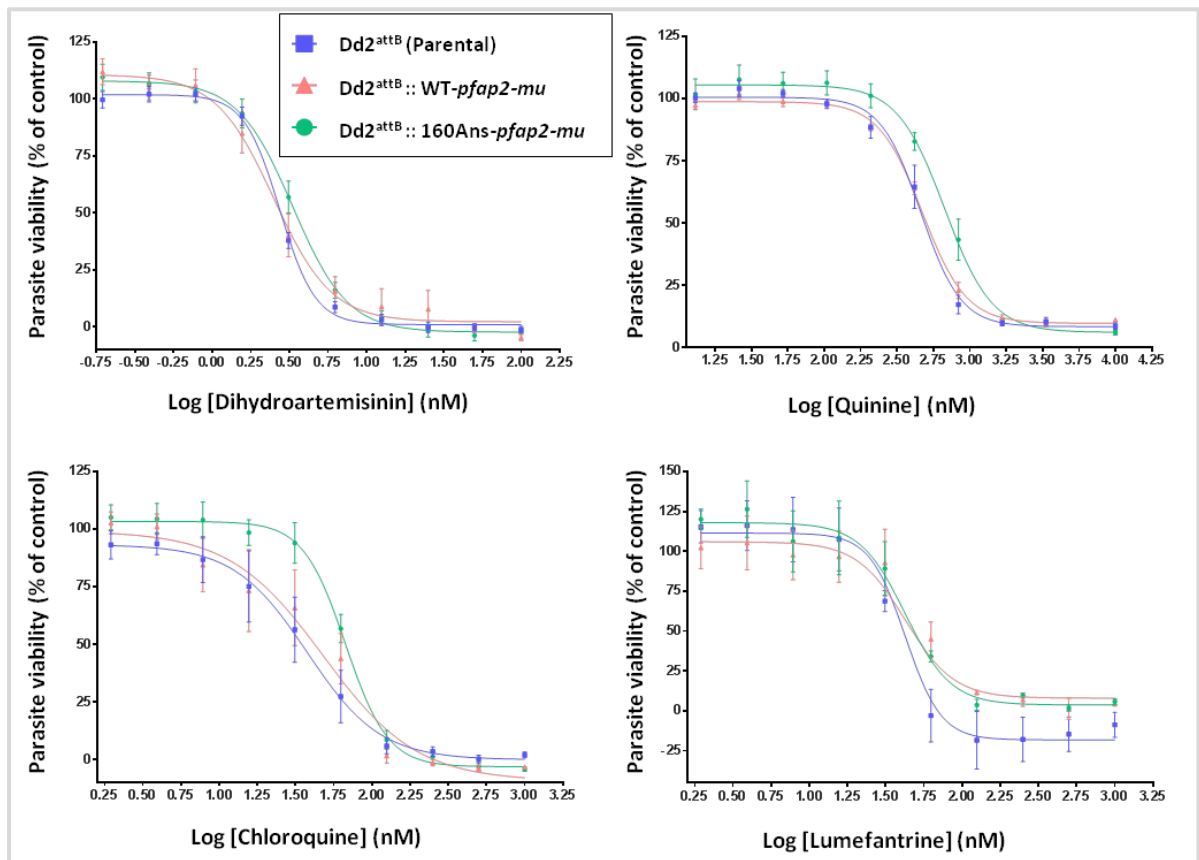 Dd2attB (Parental)
Dd2attB :: WT-pfap2-mu
Dd2attB :: 160Ans-pfap2-mu
Parasite viability (% of control)
125
100
75
50
25
0
-0.75 -0.50 -0.25 0.00 0.25 0.50 0.75 1.00 1.25 1.50 1.75 2.00 2.25
Log [Dihydroartemisinin] (nM)
Parasite viability (% of control)
125
100
75
50
25
0
1.25 1.50 1.75 2.00 2.25 2.50 2.75 3.00 3.25 3.50 3.75 4.00 4.25
Log [Quinine] (nM)
Parasite viability (% of control)
125
100
75
50
25
0
0.25 0.50 0.75 1.00 1.25 1.50 1.75 2.00 2.25 2.50 2.75 3.00 3.25
Log [Chloroquine] (nM)
Parasite viability (% of control)
150
125
100
75
50
25
0
-25
0.25 0.50 0.75 1.00 1.25 1.50 1.75 2.00 2.25 2.50 2.75 3.00 3.25
Log [Lumefantrine] (nM)